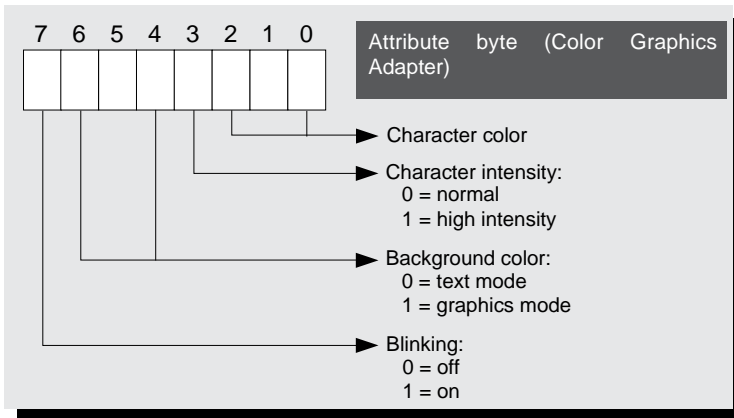 7 6 5 4 3 2 1 0
Attribute byte (Color Graphics
Adapter)
Character color
Character intensity:
0 = normal
1 = high intensity
Background color:
0 = text mode
1 = graphics mode
Blinking:
0 = off
1 = on